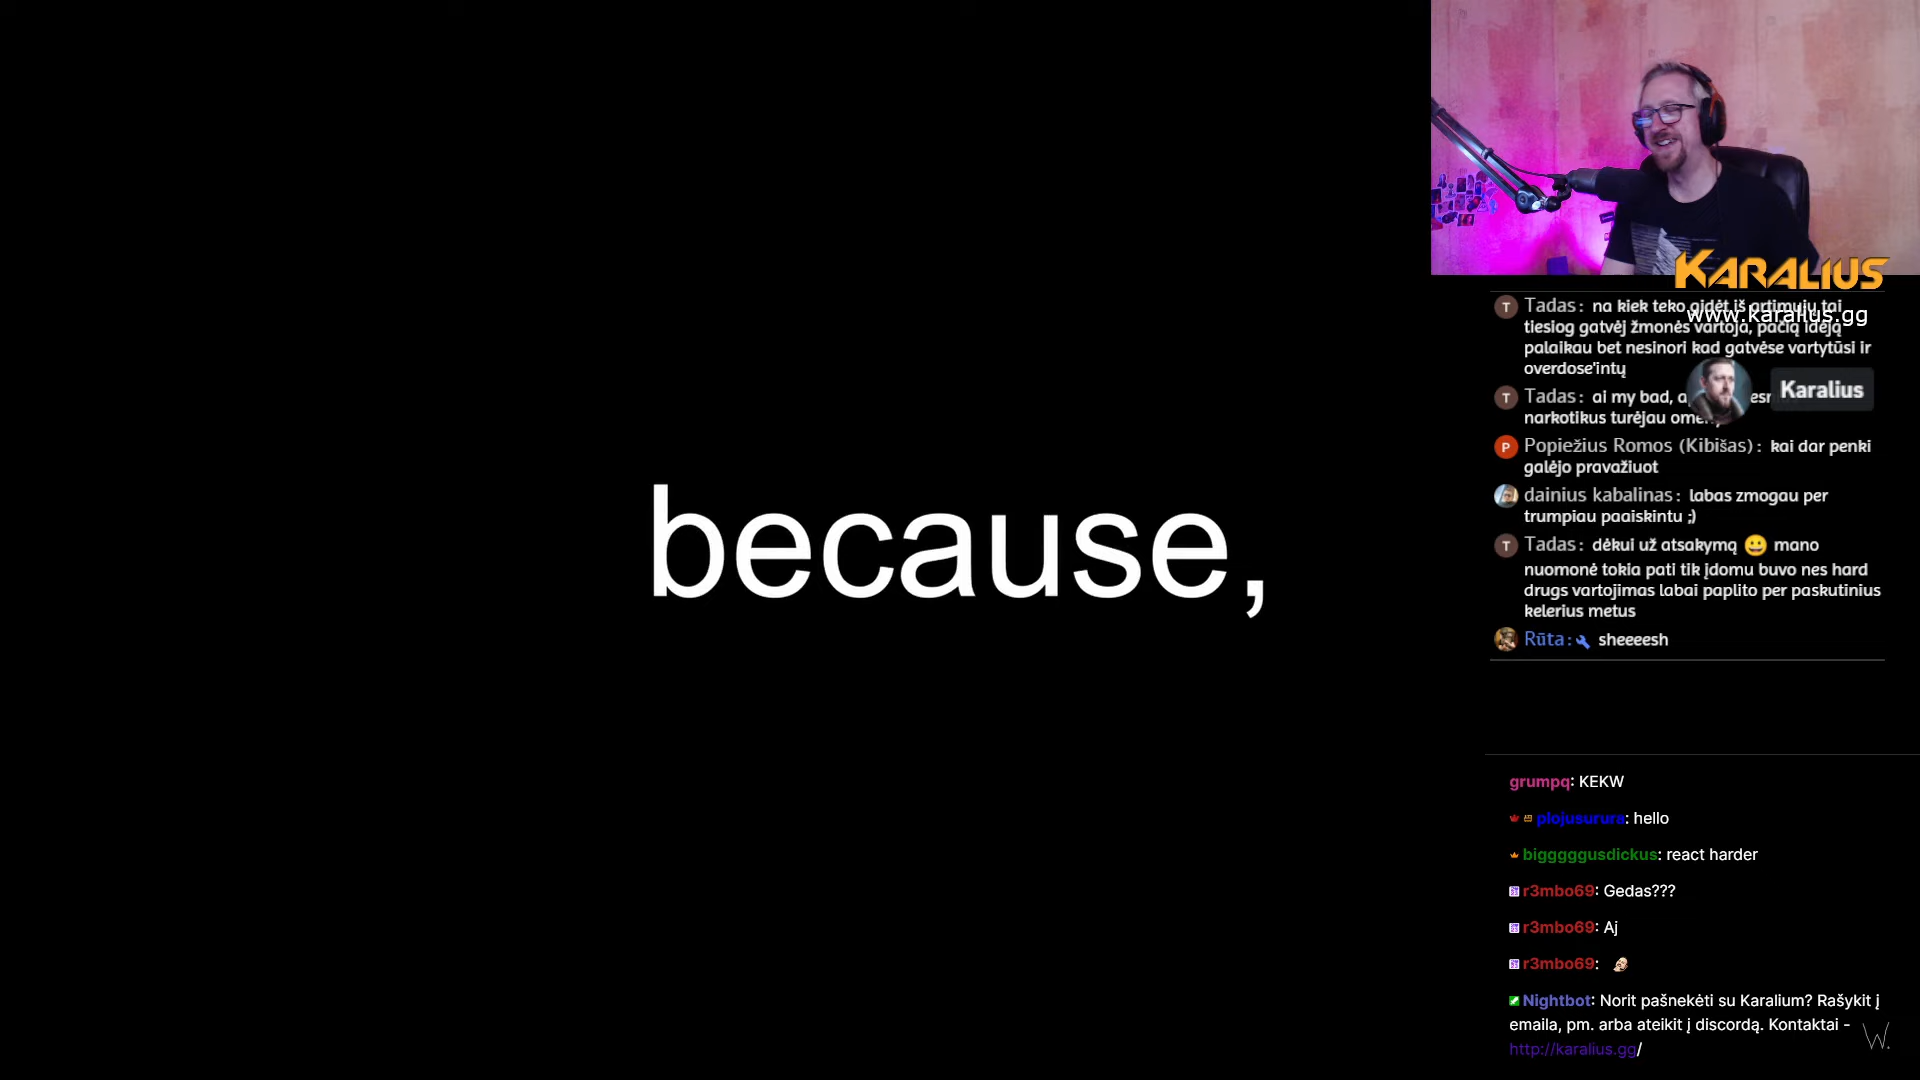 because,
KARALIUS
www.karalius.gg
Tadas: na kiek teko girdėt iš artimųjų tai
tiesiog gatvėj žmonės vartoja, pačią idėją
palaikau bet nesinori kad gatvėse vartytūsi ir
overdose'intų
Karalius
Tadas: ai my bad, a
narkotikus turėjau
Popiežius Romos (Kibišas): kai dar penki
galėjo pravažiuot
dainius kabalinas: labas zmogau per
trumpiau paaiskintu ;)
Tadas: dėkui už atsakymą 😀 mano
nuomonė tokia pati tik įdomu buvo nes hard
drugs vartojimas labai paplito per paskutinius
kelerius metus
Rūta: sheeeesh
grumpq: KEKW
plojusurura: hello
bigggggusdickus: react harder
r3mbo69: Gedas???
r3mbo69: Aj
r3mbo69:
Nightbot: Norit pašnekėti su Karalium? Rašykit į
emaila, pm. arba ateikit į discordą. Kontaktai -
http://karalius.gg/
W.